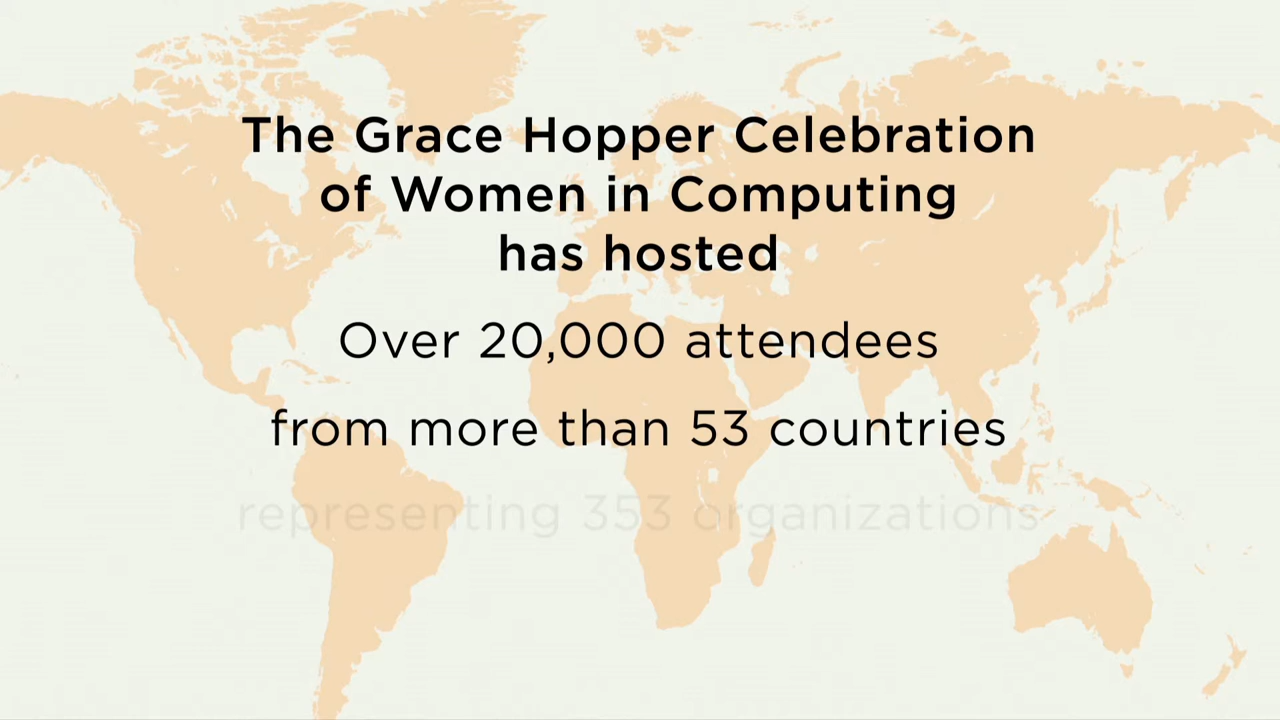 The Grace Hopper Celebration
of Women in Computing
has hosted
Over 20,000 attendees
from more than 53 countries
representing 353 organizations